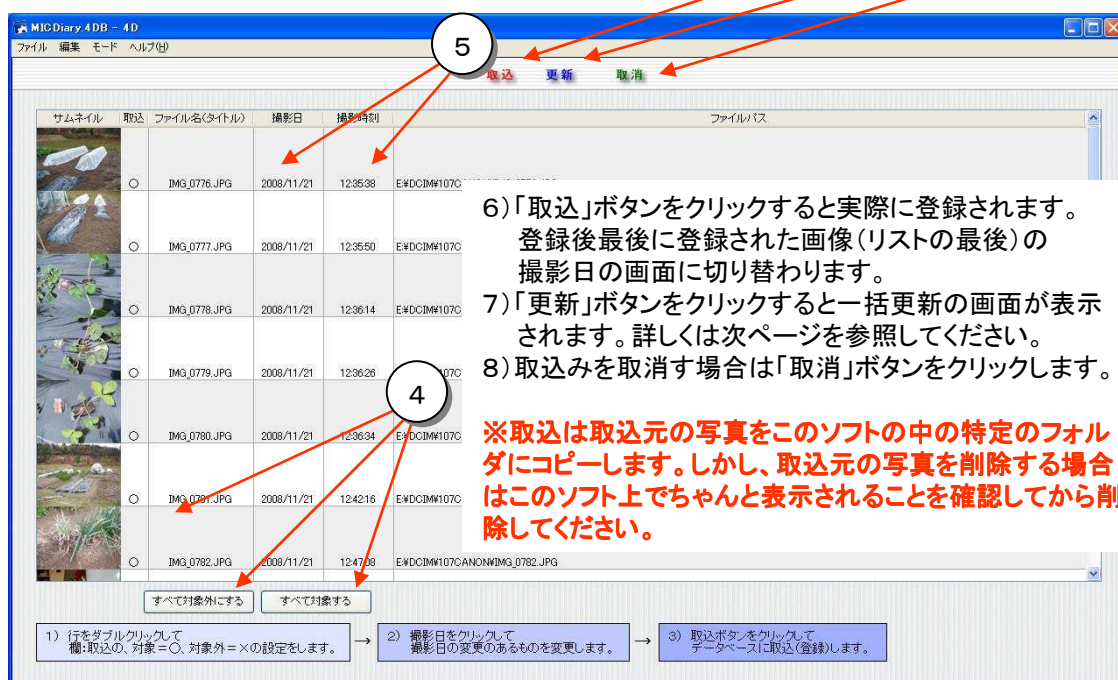 MIC Diary.4DB - 4D
ファイル 編集 モード ヘルプ(H)
5
取込 更新 取消
サムネイル 取込 ファイル名(タイトル) 撮影日 撮影時刻 ファイルパス
○ IMG_0776.JPG 2008/11/21 12:35:38 E:¥DCIM¥107C
○ IMG_0777.JPG 2008/11/21 12:35:50 E:¥DCIM¥107C
○ IMG_0778.JPG 2008/11/21 12:36:14 E:¥DCIM¥107C
○ IMG_0779.JPG 2008/11/21 12:36:26
○ IMG_0780.JPG 2008/11/21 12:36:34 E:¥DCIM¥107C
○ IMG_0781.JPG 2008/11/21 12:42:16 E:¥DCIM¥107C
○ IMG_0782.JPG 2008/11/21 12:47:08 E:¥DCIM¥107CANON¥IMG_0782.JPG
6)「取込」ボタンをクリックすると実際に登録されます。
登録後最後に登録された画像(リストの最後)の
撮影日の画面に切り替わります。
7)「更新」ボタンをクリックすると一括更新の画面が表示
されます。詳しくは次ページを参照してください。
8)取込みを取消す場合は「取消」ボタンをクリックします。
4
※取込は取込元の写真をこのソフトの中の特定のフォル
ダにコピーします。しかし、取込元の写真を削除する場合
はこのソフト上でちゃんと表示されることを確認してから削
除してください。
すべて対象外にする すべて対象する
1) 行をダブルクリックして
欄:取込の、対象=○、対象外=×の設定をします。
→
2) 撮影日をクリックして
撮影日の変更のあるものを変更します。
→
3) 取込ボタンをクリックして
データベースに取込(登録)します。